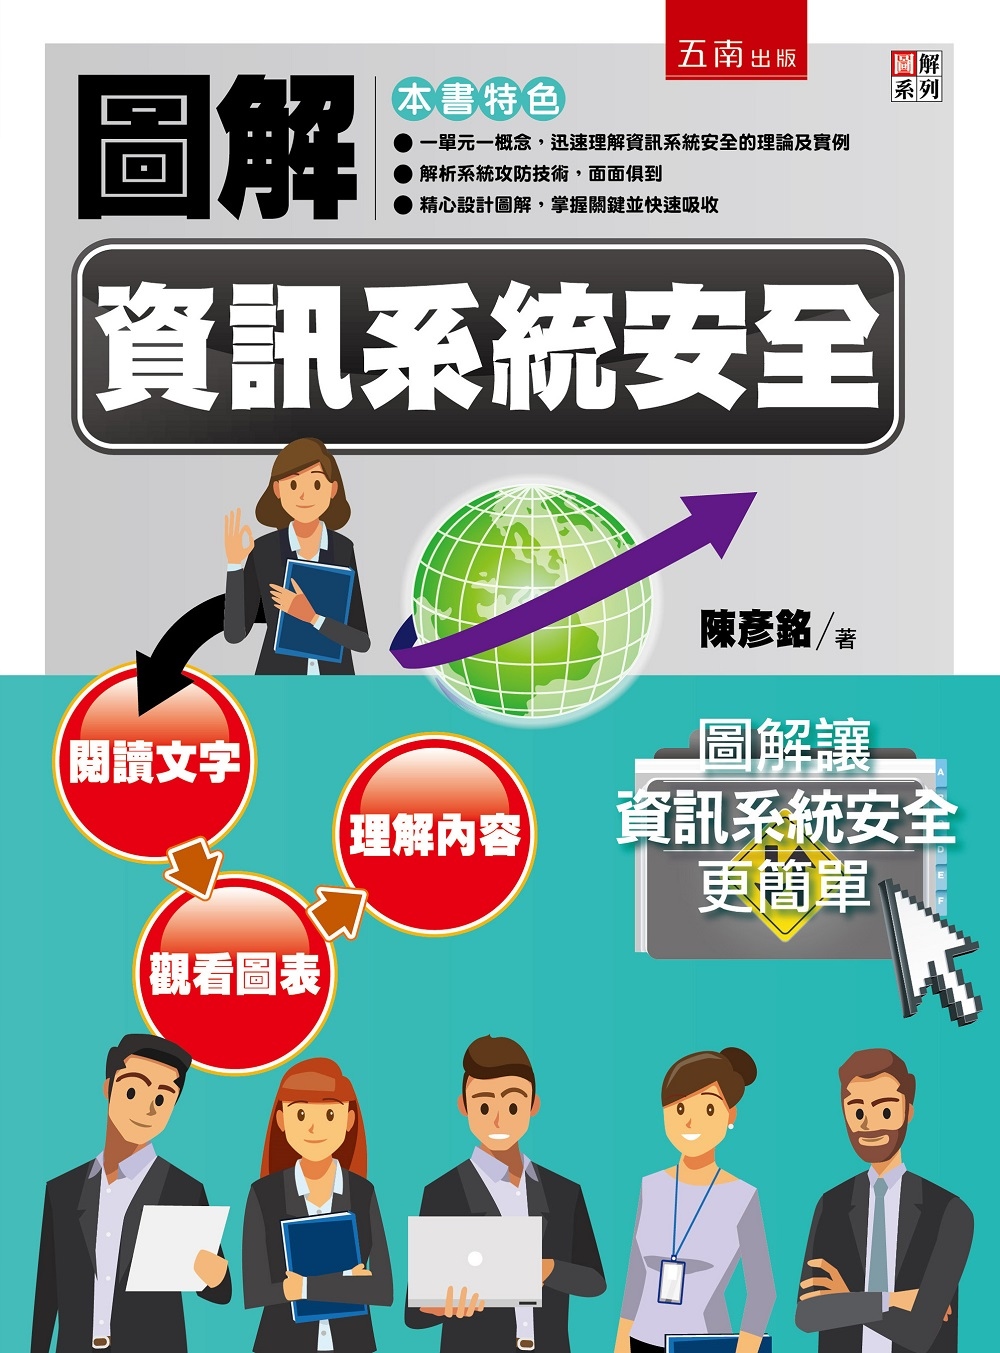 五南出版
圖解
系列
圖解
本書特色
● 一單元一概念，迅速理解資訊系統安全的理論及實例
● 解析系統攻防技術，面面俱到
● 精心設計圖解，掌握關鍵並快速吸收
資訊系統安全
陳彥銘/著
閱讀文字
理解內容
觀看圖表
圖解讓
資訊系統安全
更簡單
A
D
E
F